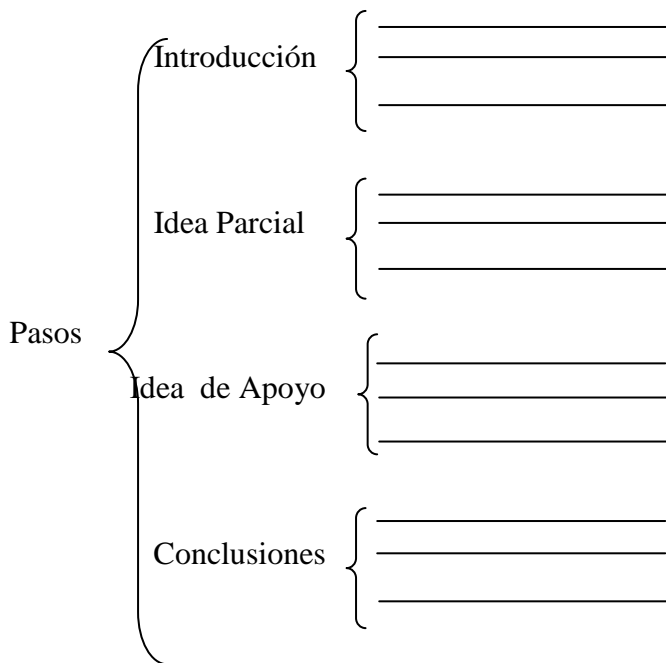 Introducción
Idea Parcial
Pasos
Idea de Apoyo
Conclusiones